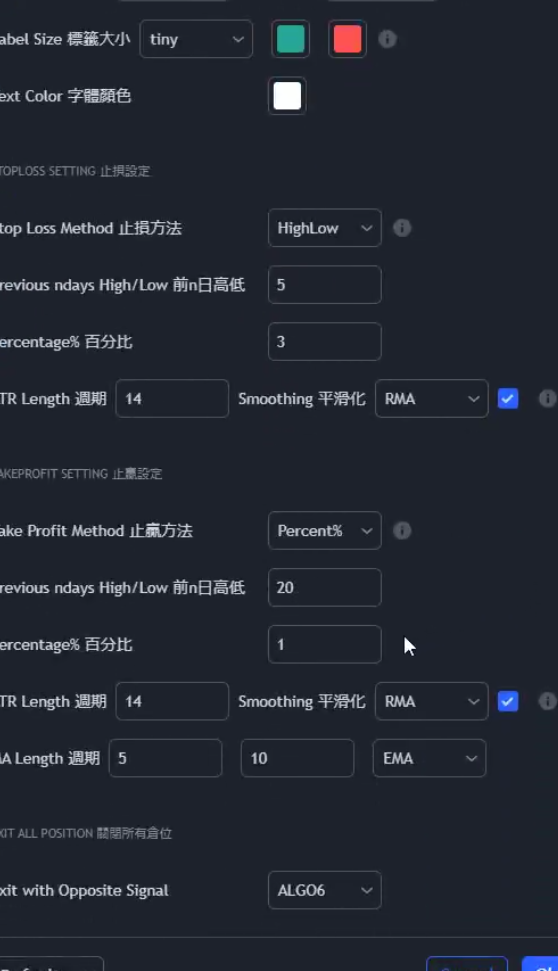 abel Size 標籤大小 tiny
ext Color 字體顏色
TOPLOSS SETTING 止損設定
top Loss Method 止損方法 HighLow
revious ndays High/Low 前n日高低 5
ercentage% 百分比 3
TR Length 週期 14 Smoothing 平滑化 RMA
AKEPROFIT SETTING 止贏設定
ake Profit Method 止贏方法 Percent%
revious ndays High/Low 前n日高低 20
ercentage% 百分比 1
TR Length 週期 14 Smoothing 平滑化 RMA
A Length 週期 5 10 EMA
XIT ALL POSITION 關閉所有倉位
xit with Opposite Signal ALGO6